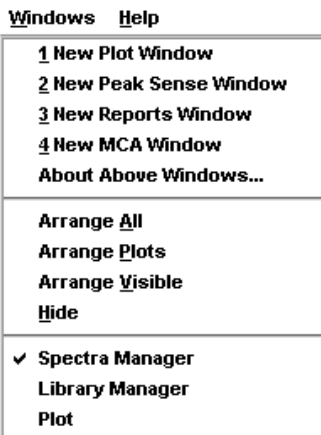 Windows Help
1 New Plot Window
2 New Peak Sense Window
3 New Reports Window
4 New MCA Window
About Above Windows...
Arrange All
Arrange Plots
Arrange Visible
Hide
✓ Spectra Manager
Library Manager
Plot